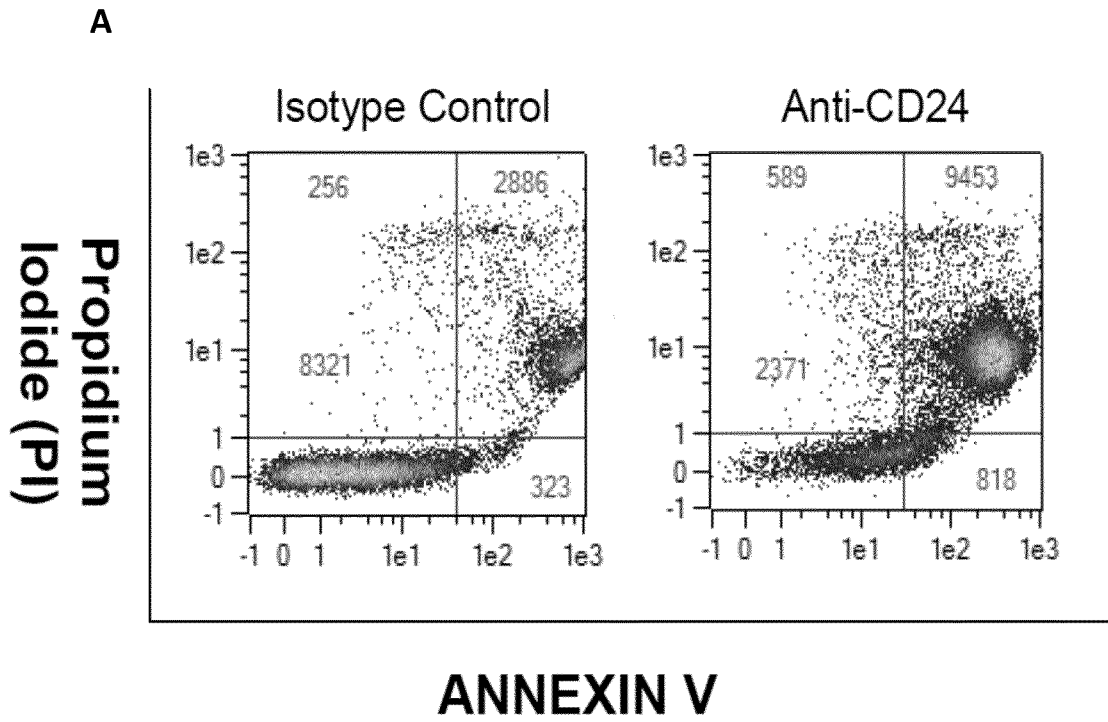 A
Isotype Control
Anti-CD24
Propidium
Iodide (PI)
1e3
1e2
1e1
1
0
-1
256
2886
8321
323
-1 0 1 1e1 1e2 1e3
1e3
1e2
1e1
1
0
-1
589
9453
2371
818
-1 0 1 1e1 1e2 1e3
ANNEXIN V